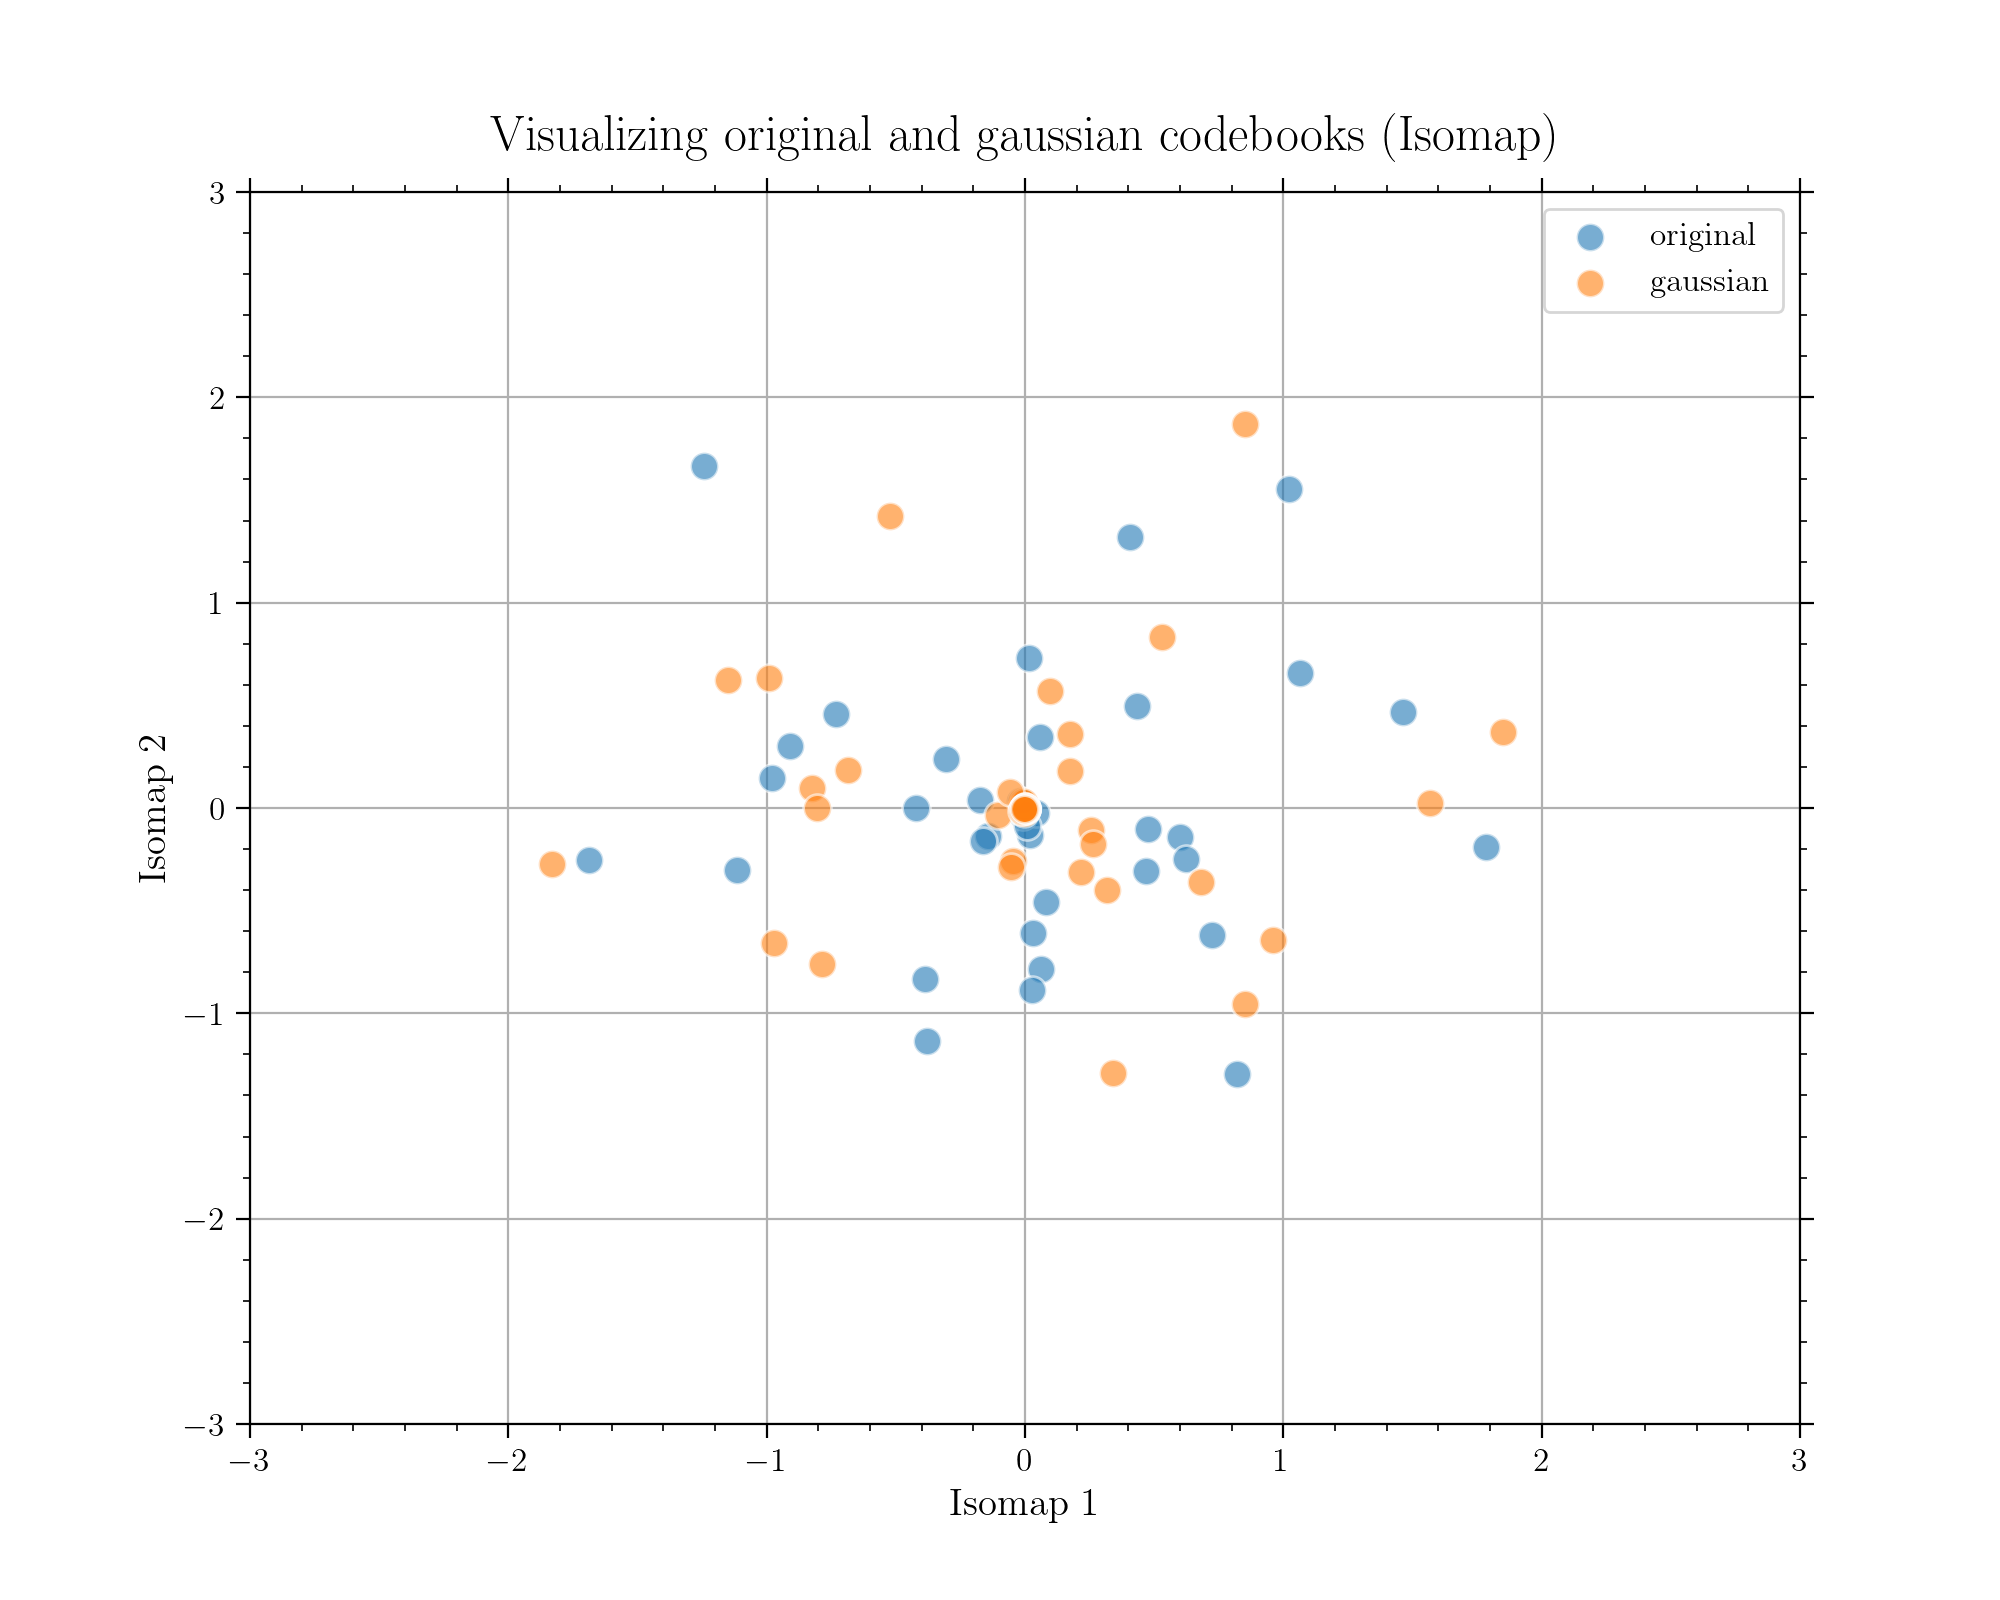 Visualizing original and gaussian codebooks (Isomap)
original
gaussian
3
2
1
0
−1
−2
−3
Isomap 2
−3
−2
−1
0
1
2
3
Isomap 1